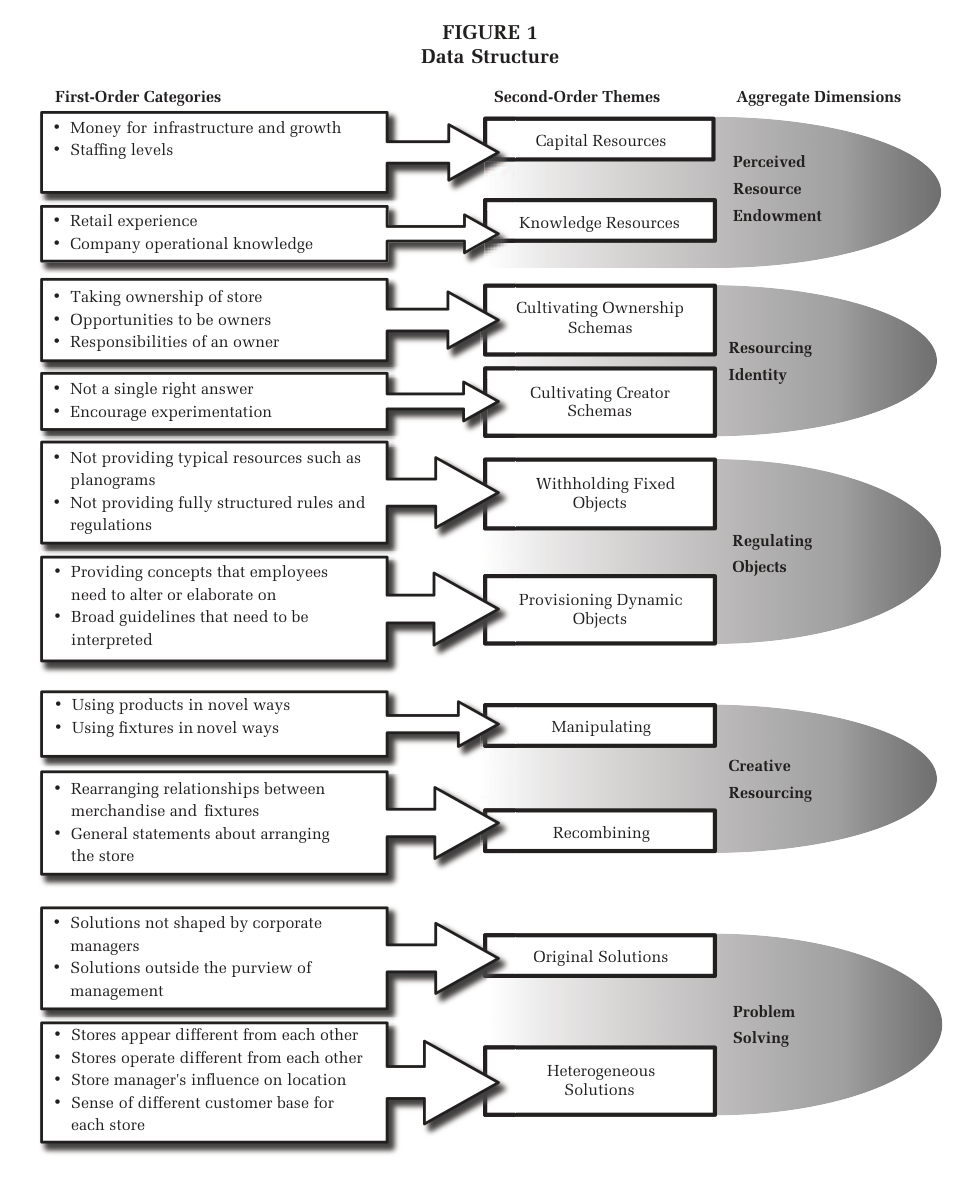 FIGURE 1
Data Structure
First-Order Categories
Second-Order Themes
Aggregate Dimensions
• Money for infrastructure and growth
• Staffing levels
Capital Resources
• Retail experience
• Company operational knowledge
Knowledge Resources
Perceived
Resource
Endowment
• Taking ownership of store
• Opportunities to be owners
• Responsibilities of an owner
Cultivating Ownership
Schemas
• Not a single right answer
• Encourage experimentation
Cultivating Creator
Schemas
Resourcing
Identity
• Not providing typical resources such as
planograms
• Not providing fully structured rules and
regulations
Withholding Fixed
Objects
• Providing concepts that employees
need to alter or elaborate on
• Broad guidelines that need to be
interpreted
Provisioning Dynamic
Objects
Regulating
Objects
• Using products in novel ways
• Using fixtures in novel ways
Manipulating
• Rearranging relationships between
merchandise and fixtures
• General statements about arranging
the store
Recombining
Creative
Resourcing
• Solutions not shaped by corporate
managers
• Solutions outside the purview of
management
Original Solutions
• Stores appear different from each other
• Stores operate different from each other
• Store manager's influence on location
• Sense of different customer base for
each store
Heterogeneous
Solutions
Problem
Solving